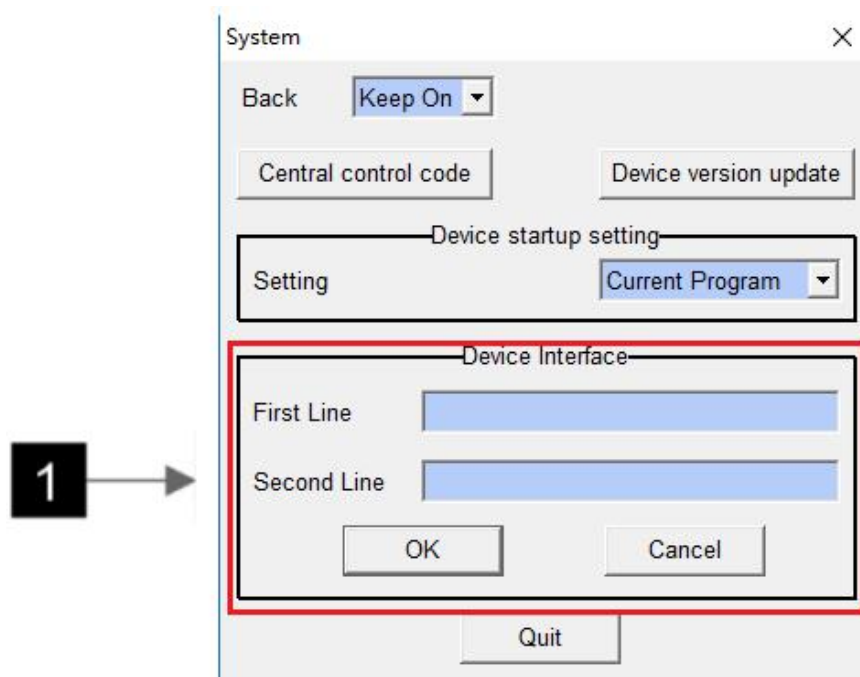 System
Back Keep On
Central control code Device version update
Device startup setting
Setting Current Program
Device Interface
First Line
1
Second Line
OK Cancel
Quit